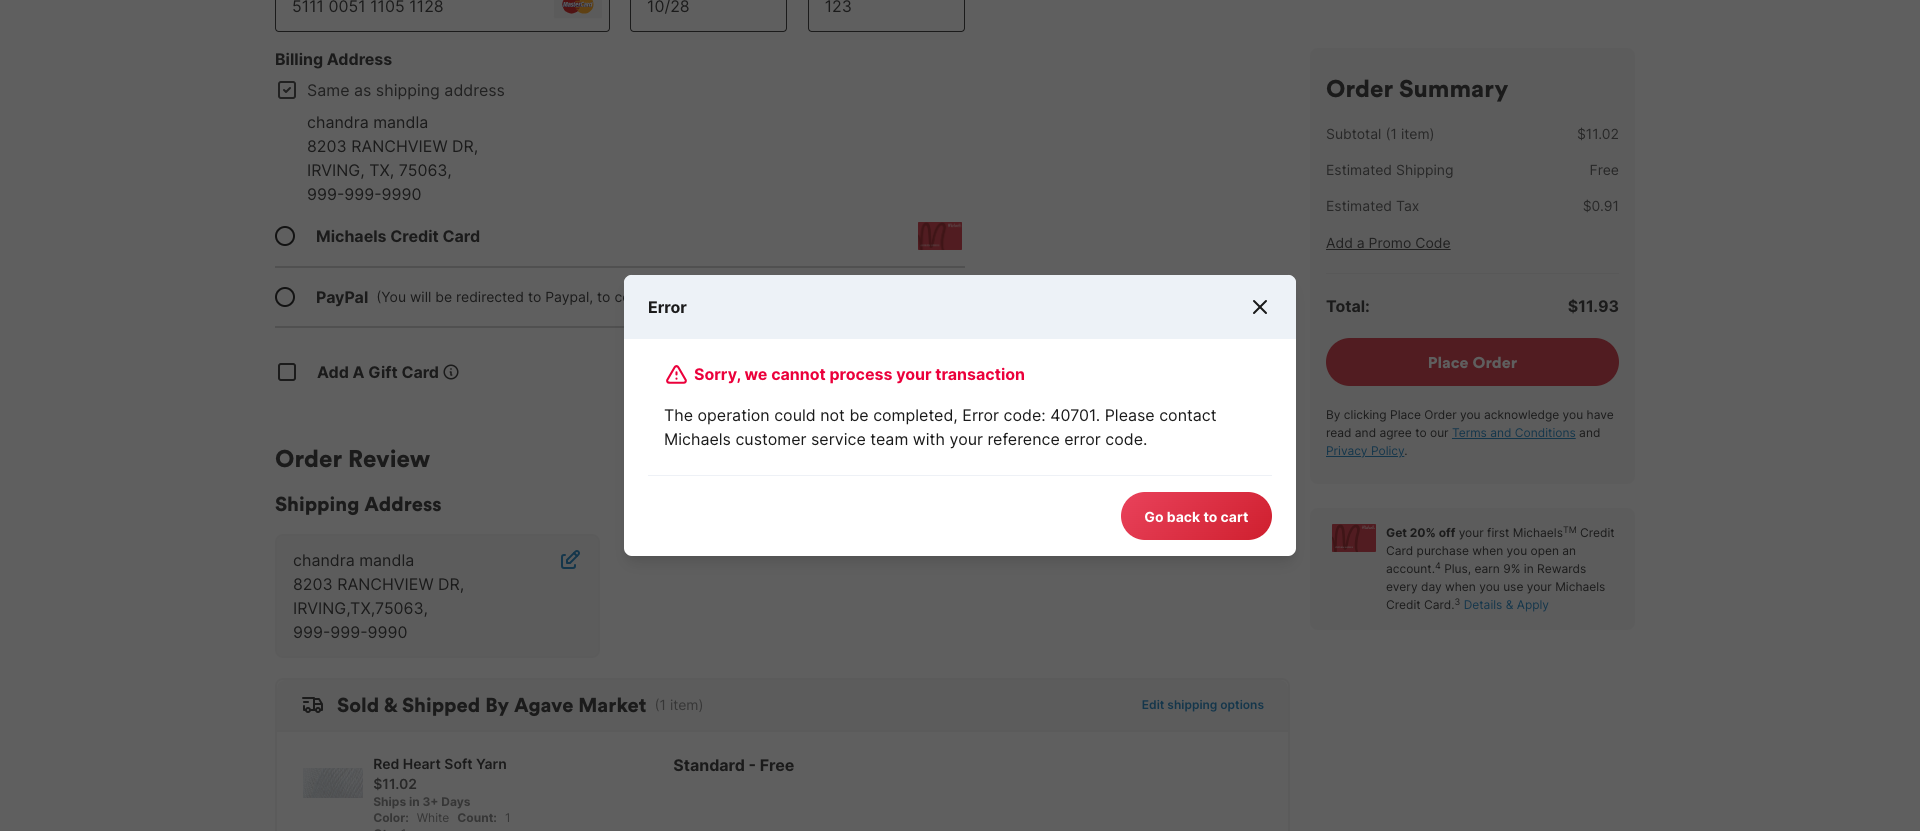 5111 0051 1105 1128
MasterCard
10/28
123
Billing Address
Same as shipping address
chandra mandla
8203 RANCHVIEW DR,
IRVING, TX, 75063,
999-999-9990
Michaels Credit Card
PayPal (You will be redirected to Paypal, to c
Add A Gift Card
Order Review
Shipping Address
chandra mandla
8203 RANCHVIEW DR,
IRVING,TX,75063,
999-999-9990
Error
Sorry, we cannot process your transaction
The operation could not be completed, Error code: 40701. Please contact
Michaels customer service team with your reference error code.
Go back to cart
Order Summary
Subtotal (1 item) $11.02
Estimated Shipping Free
Estimated Tax $0.91
Add a Promo Code
Total: $11.93
Place Order
By clicking Place Order you acknowledge you have
read and agree to our Terms and Conditions and
Privacy Policy.
Get 20% off your first Michaels™ Credit
Card purchase when you open an
account.⁴ Plus, earn 9% in Rewards
every day when you use your Michaels
Credit Card.³ Details & Apply
Sold & Shipped By Agave Market (1 item) Edit shipping options
Red Heart Soft Yarn
$11.02
Ships in 3+ Days
Color: White Count: 1
Standard - Free